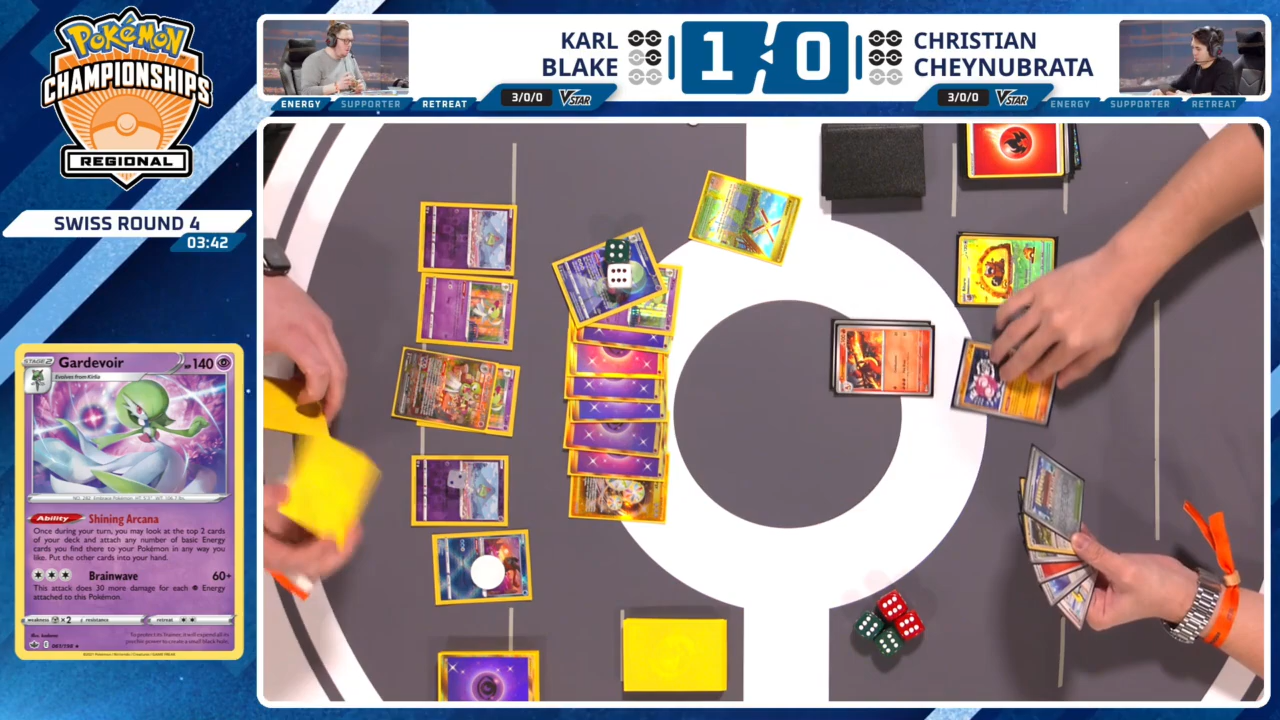 Pokémon
CHAMPIONSHIPS
REGIONAL
SWISS ROUND 4
03:42
KARL
BLAKE
1
0
CHRISTIAN
CHEYNUBRATA
3/0/0
VSTAR
3/0/0
VSTAR
ENERGY
SUPPORTER
RETREAT
ENERGY
SUPPORTER
RETREAT
STAGE 2
Gardevoir
HP 140
Evolves from Kirlia
Ability
Shining Arcana
Once during your turn, you may look at the top 2 cards
of your deck and attach any number of basic Energy
cards you find there to your Pokémon in any way you
like. Put the other cards into your hand.
Brainwave
60+
This attack does 30 more damage for each
Energy
attached to this Pokémon.
weakness
x2
resistance
retreat